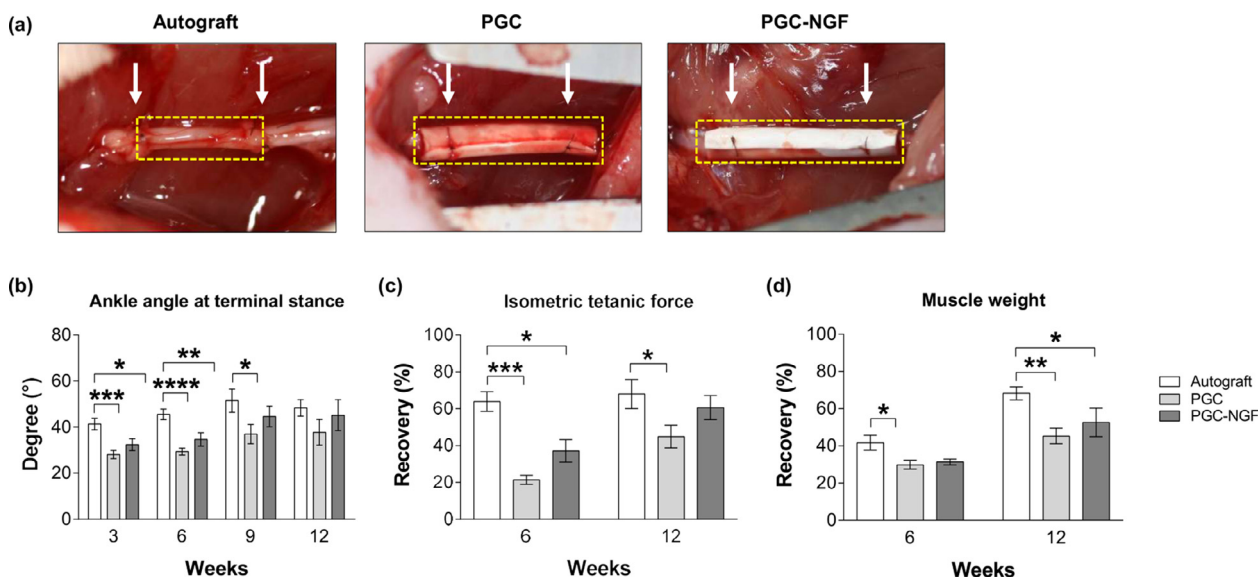 (a)
Autograft
PGC
PGC-NGF
(b)
Ankle angle at terminal stance
80
60
40
20
0
Degree (°)
*
***
**
****
*
3
6
9
12
Weeks
(c)
Isometric tetanic force
100
80
60
40
20
0
Recovery (%)
*
***
*
6
12
Weeks
(d)
Muscle weight
100
80
60
40
20
0
Recovery (%)
*
*
**
6
12
Weeks
Autograft
PGC
PGC-NGF